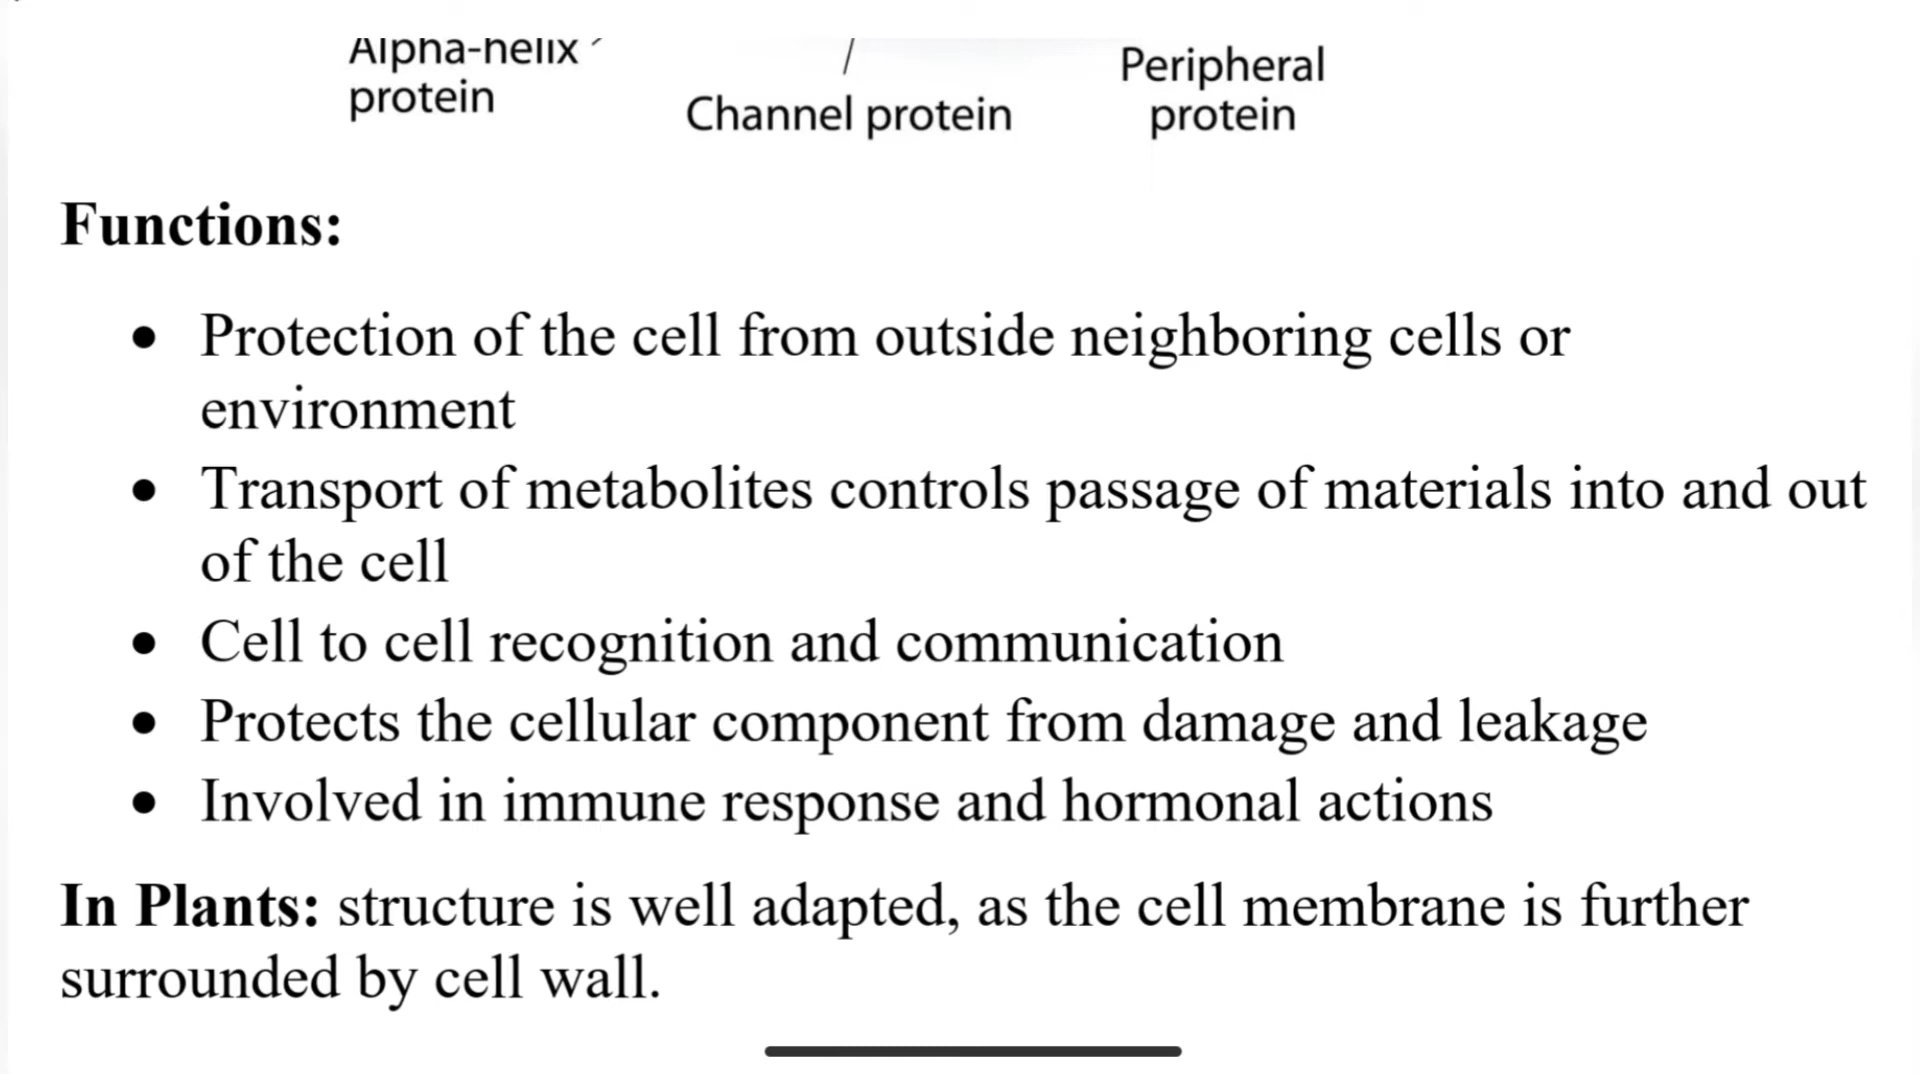 Alpha-helix
protein
Channel protein
Peripheral
protein
Functions:
• Protection of the cell from outside neighboring cells or
environment
• Transport of metabolites controls passage of materials into and out
of the cell
• Cell to cell recognition and communication
• Protects the cellular component from damage and leakage
• Involved in immune response and hormonal actions
In Plants: structure is well adapted, as the cell membrane is further
surrounded by cell wall.